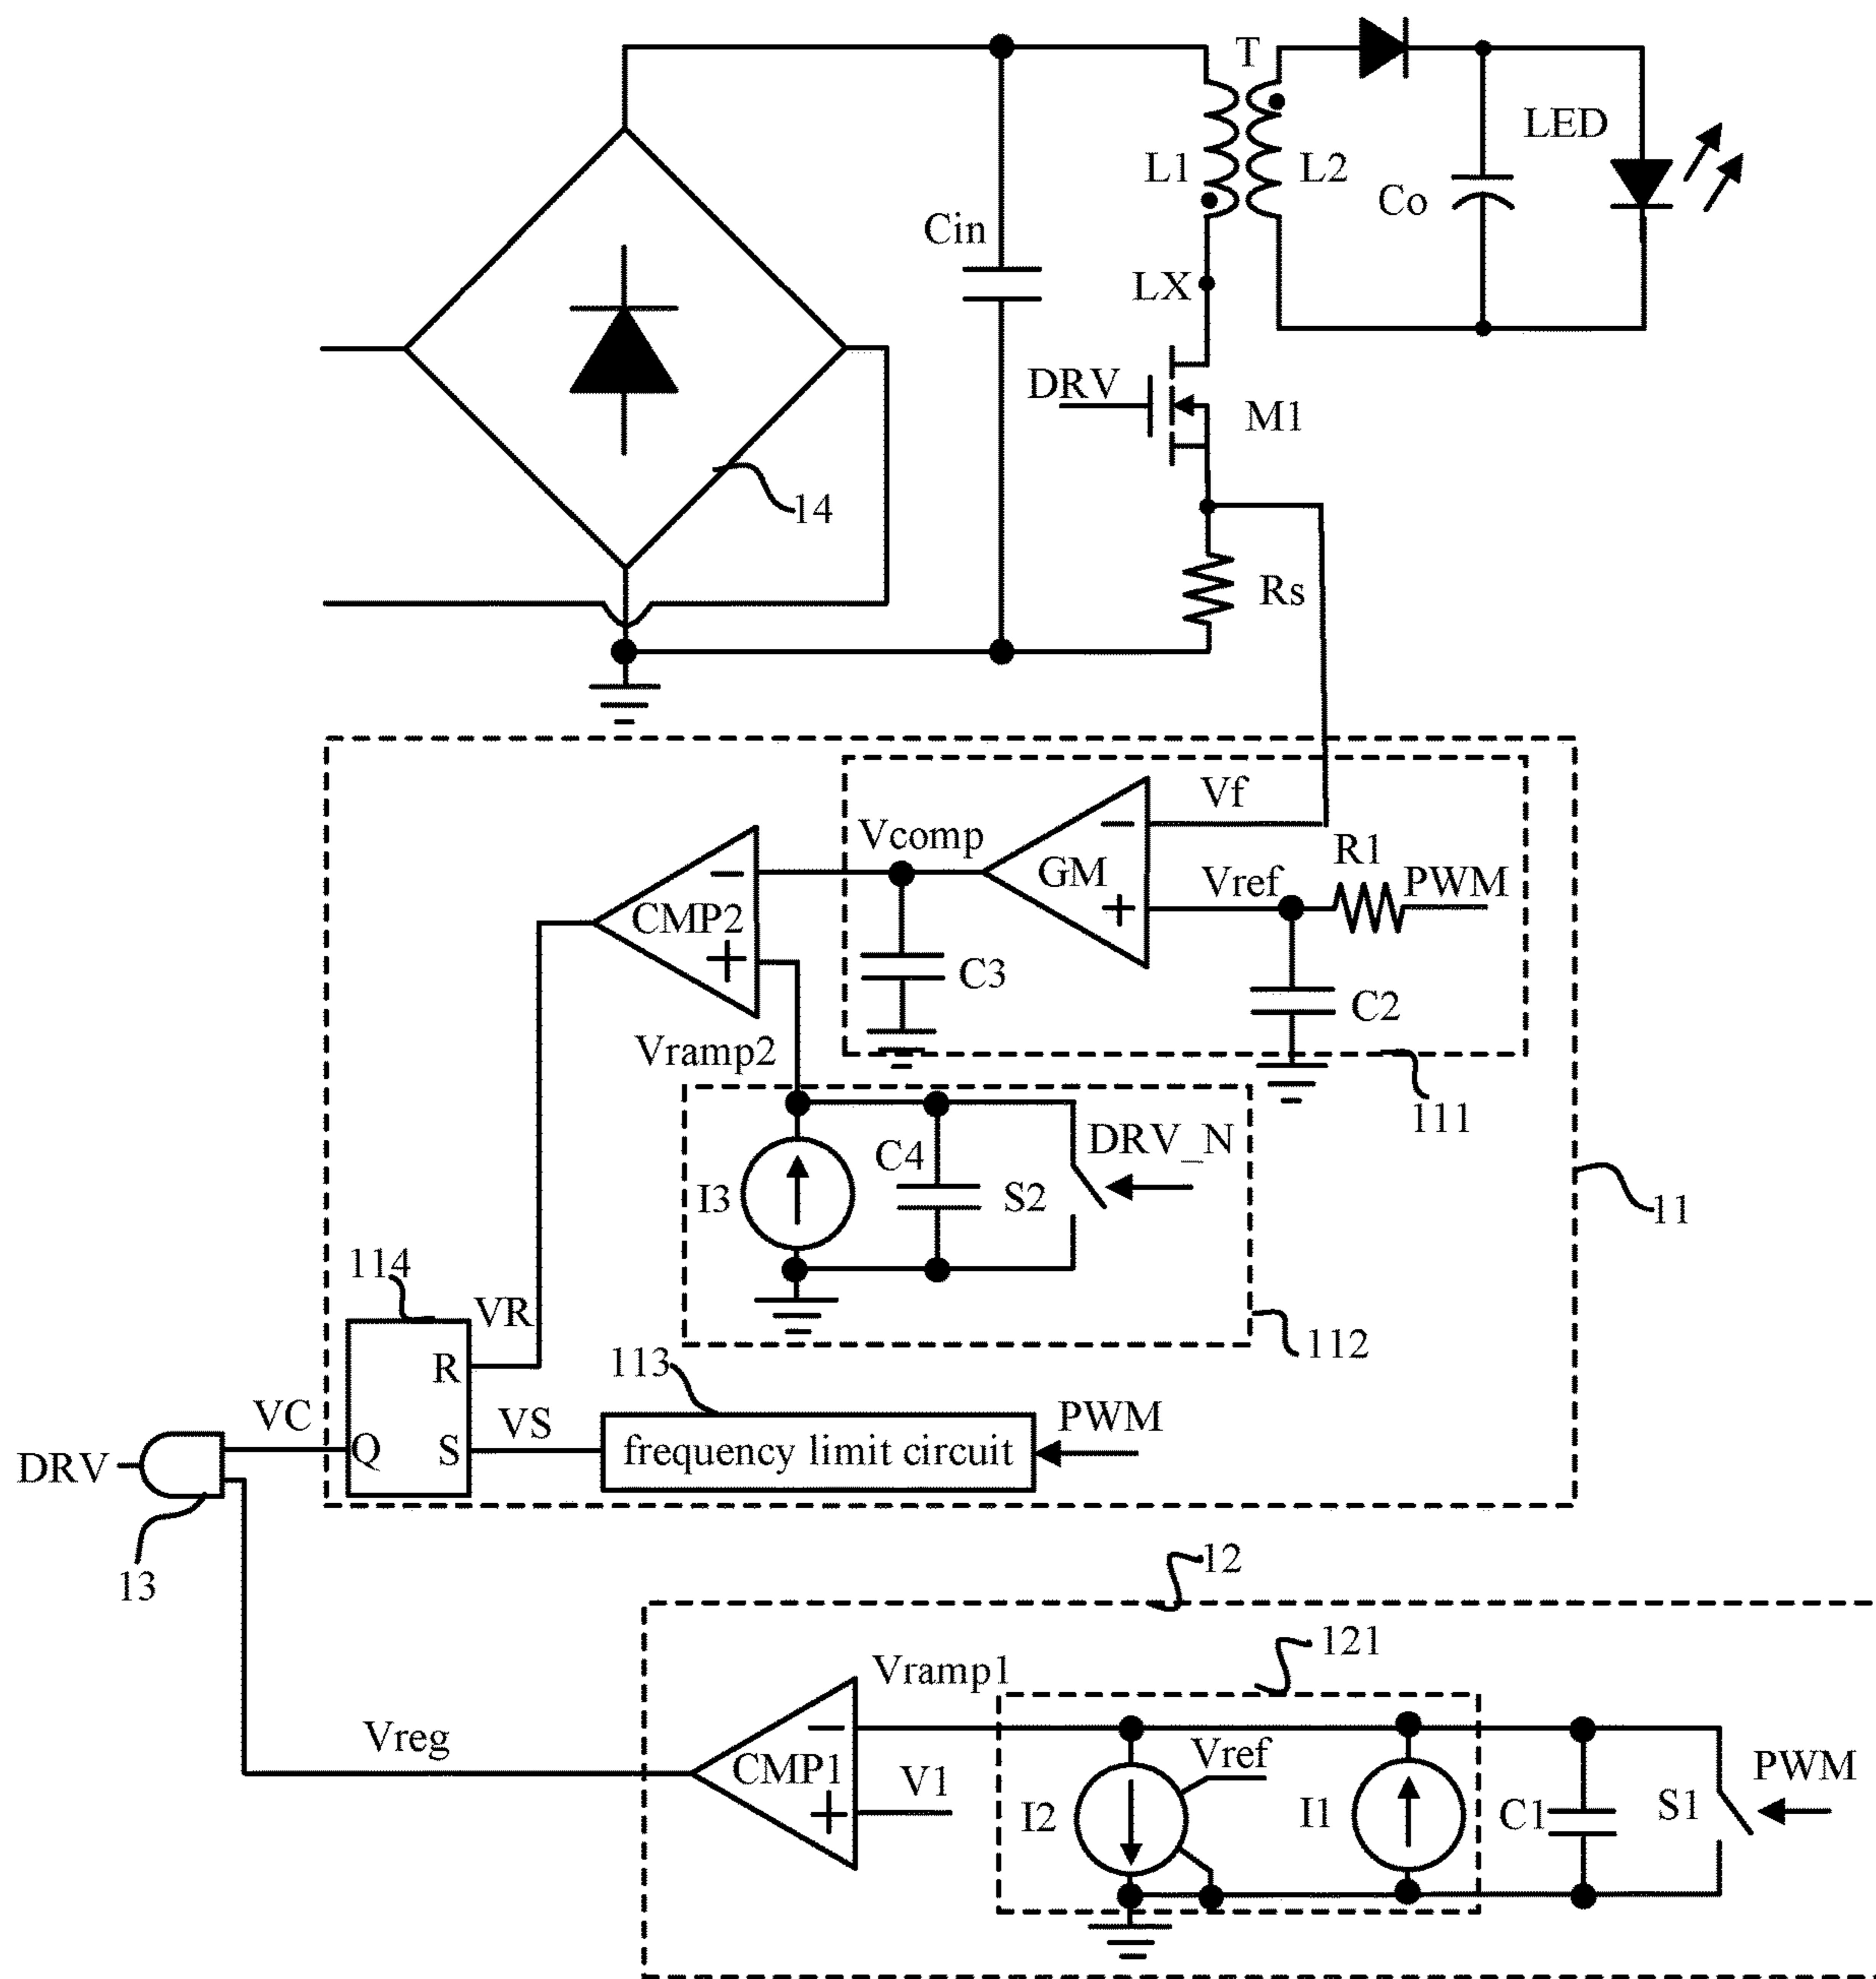 T
LED
L1
L2
Co
Cin
LX
DRV
M1
14
Rs
Vf
Vcomp
R1
GM
Vref
PWM
CMP2
C3
C2
Vramp2
111
DRV_N
C4
I3
S2
11
114
VR
112
113
R
VC
VS
PWM
Q
S
frequency limit circuit
DRV
13
12
121
Vramp1
Vreg
Vref
CMP1
V1
PWM
I2
I1
C1
S1